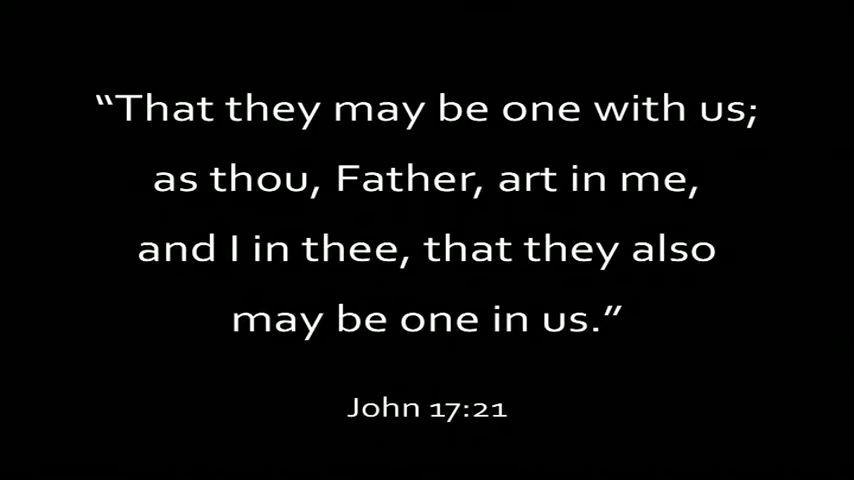 “That they may be one with us;
as thou, Father, art in me,
and I in thee, that they also
may be one in us.”
John 17:21